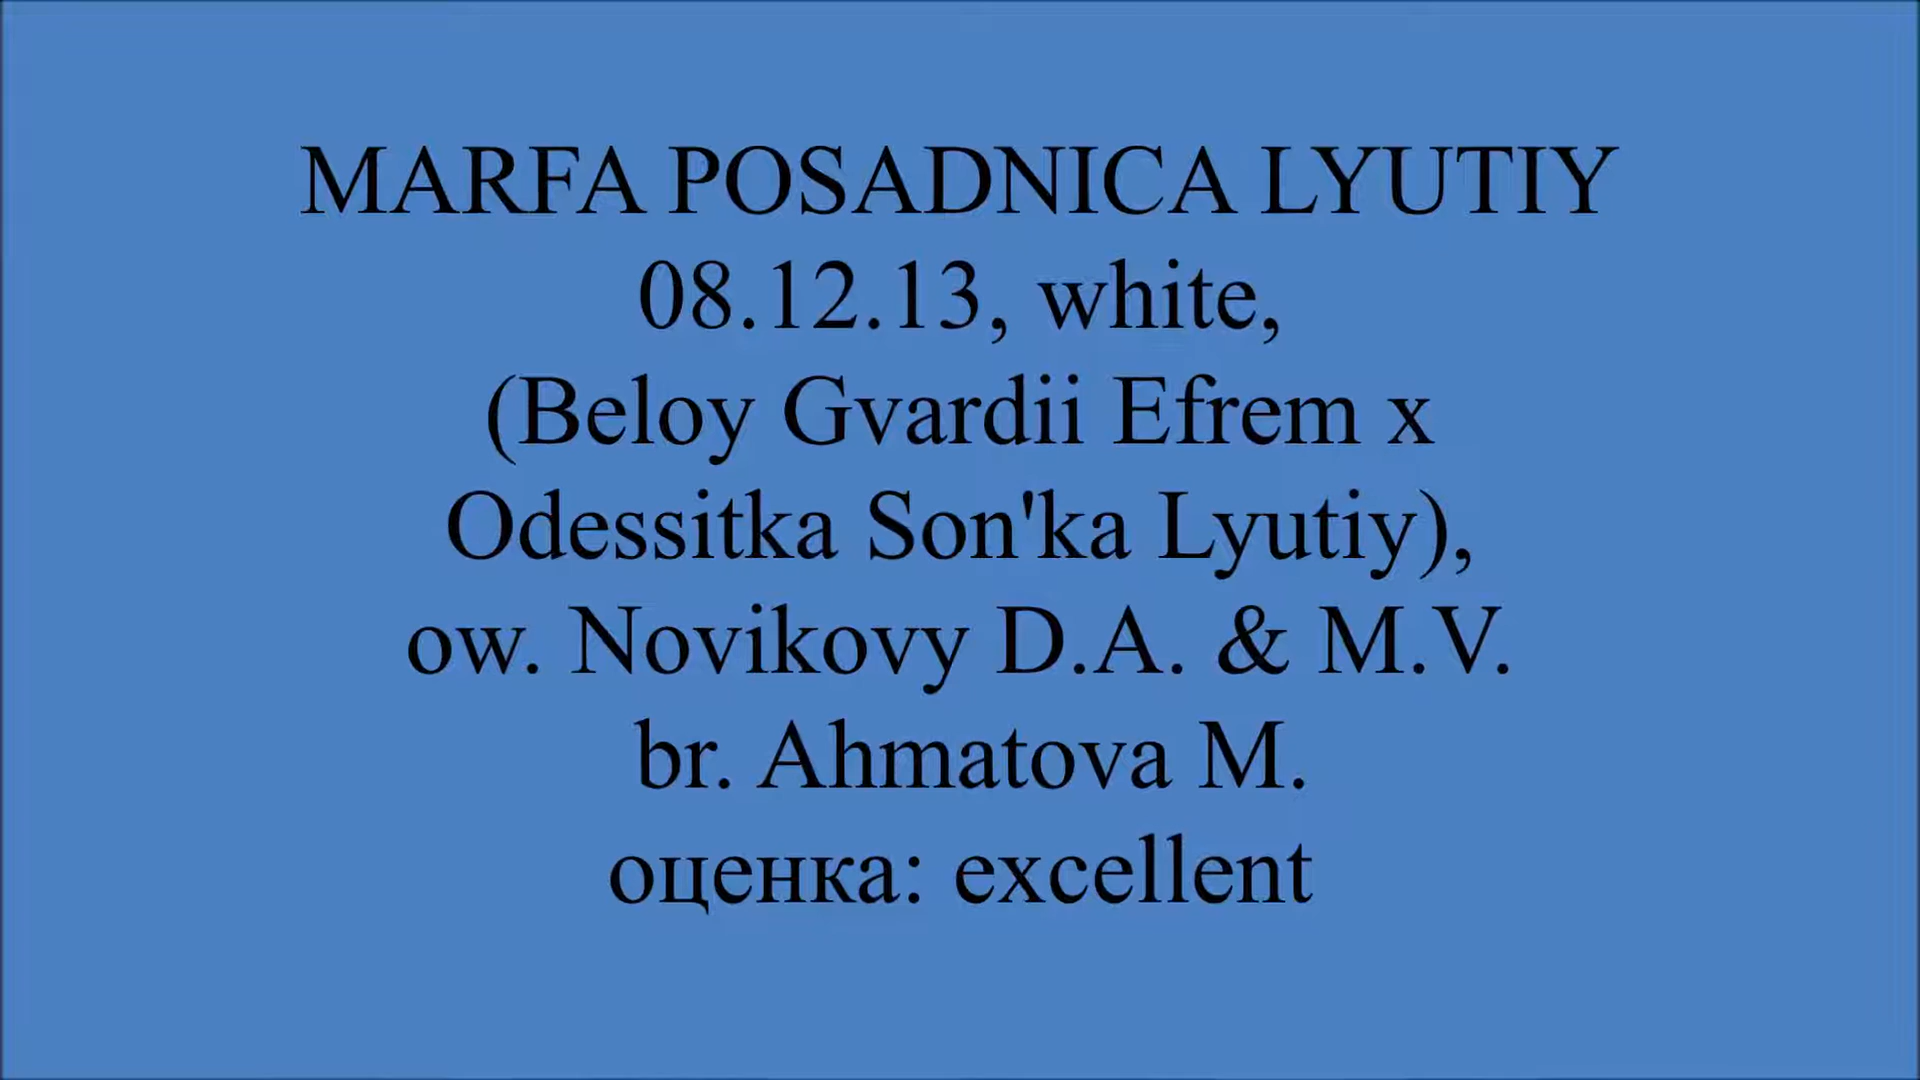 MARFA POSADNICA LYUTIY
08.12.13, white,
(Beloy Gvardii Efrem x
Odessitka Son'ka Lyutiy),
ow. Novikovy D.A. & M.V.
br. Ahmatova M.
оценка: excellent